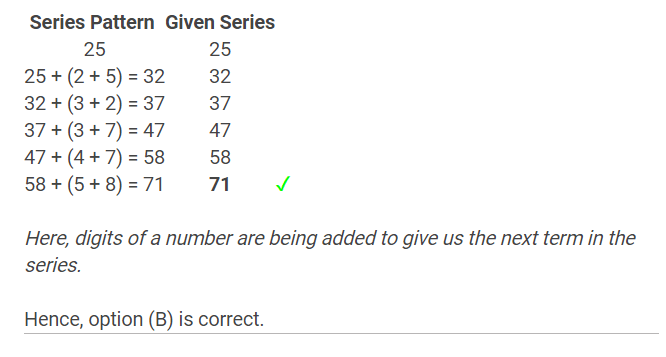 Series Pattern Given Series
25 25
25 + (2 + 5) = 32 32
32 + (3 + 2) = 37 37
37 + (3 + 7) = 47 47
47 + (4 + 7) = 58 58
58 + (5 + 8) = 71 71 ✓
Here, digits of a number are being added to give us the next term in the
series.
Hence, option (B) is correct.